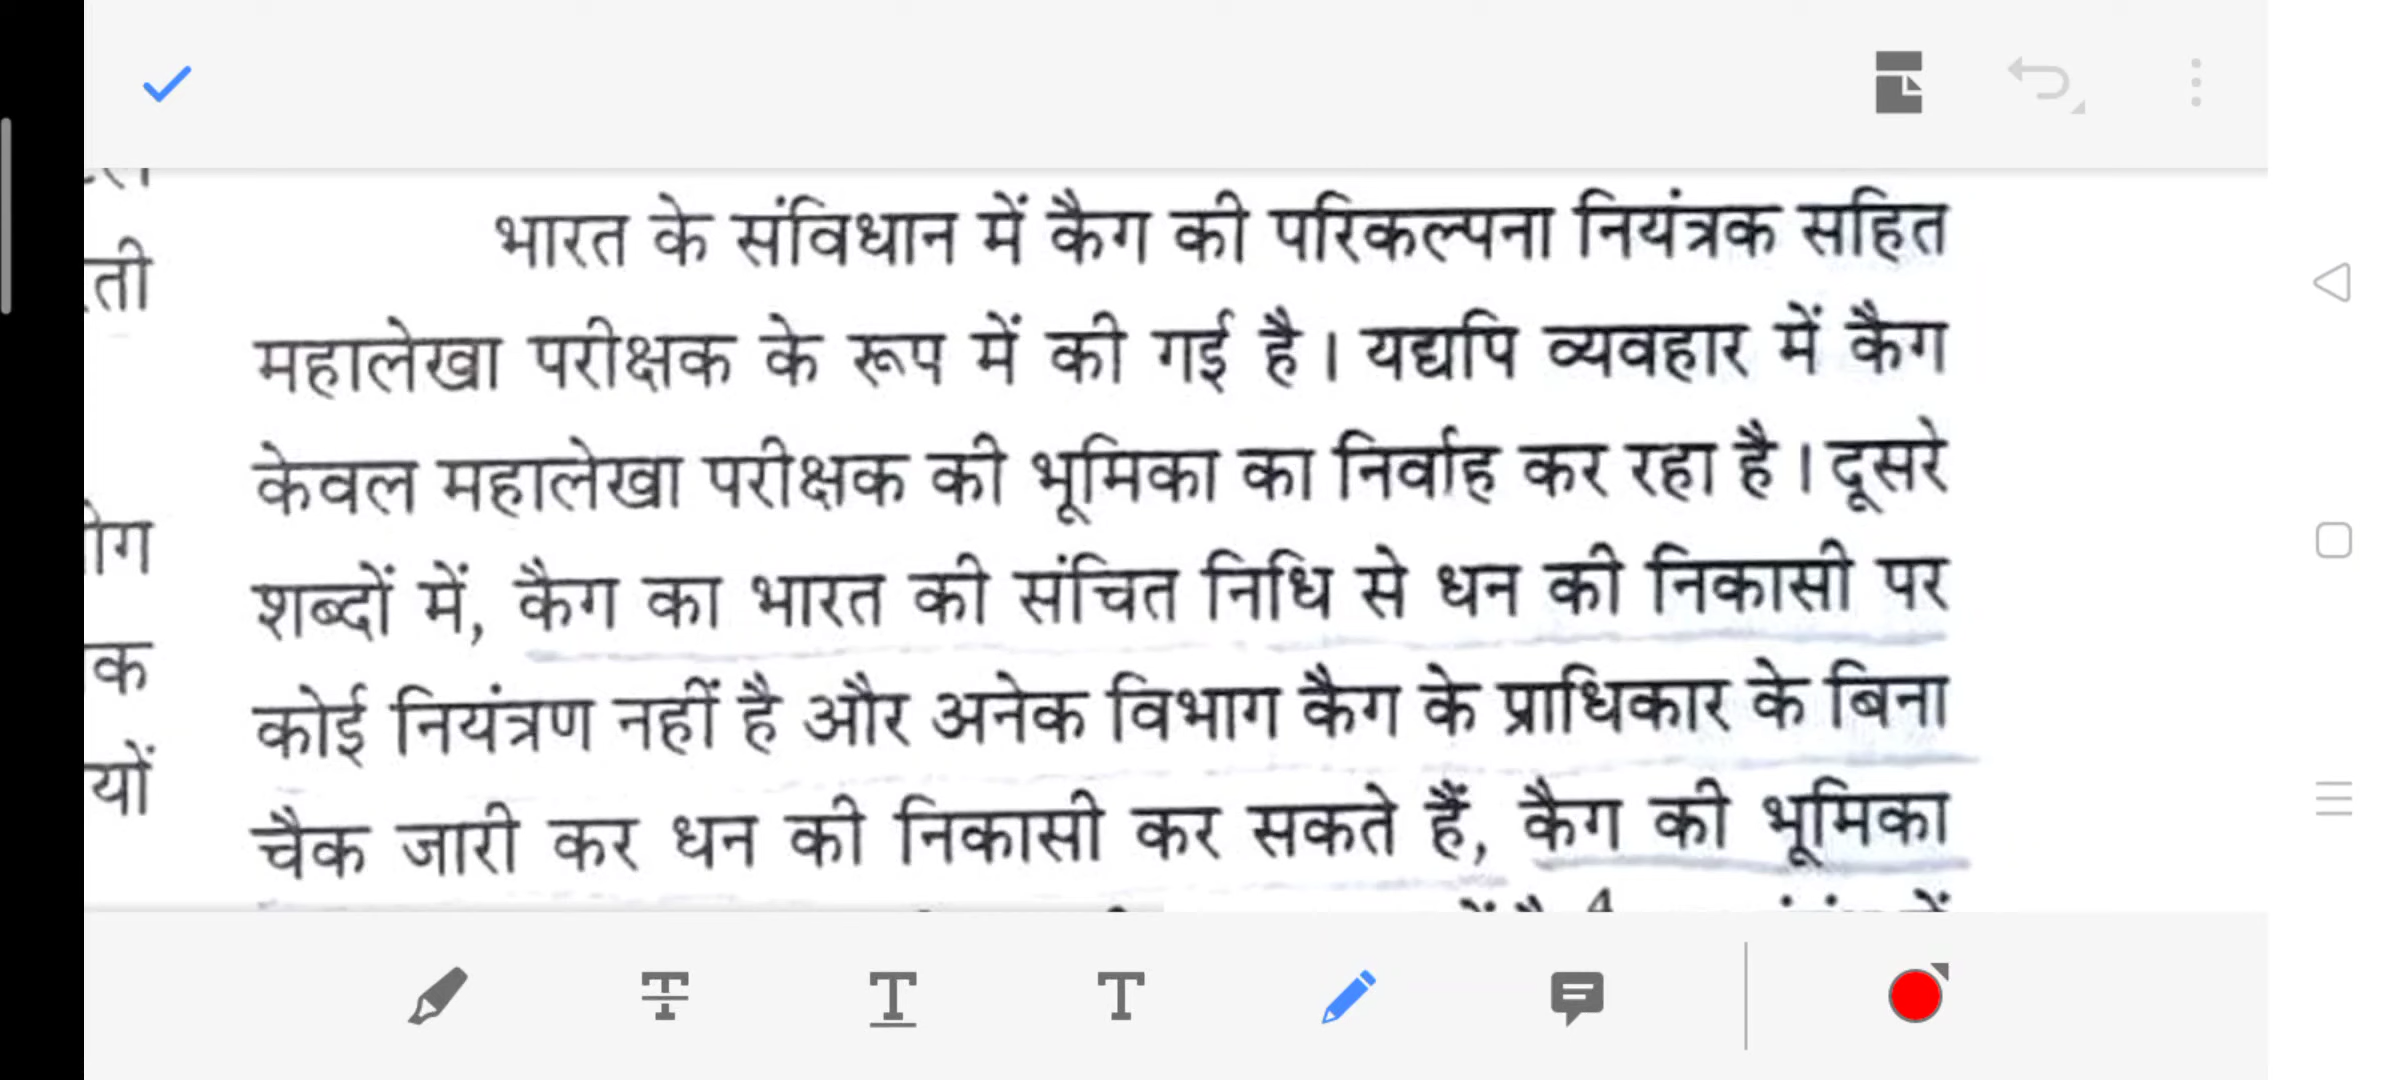 ती
भारत के संविधान में कैग की परिकल्पना नियंत्रक सहित
महालेखा परीक्षक के रूप में की गई है। यद्यपि व्यवहार में कैग
केवल महालेखा परीक्षक की भूमिका का निर्वाह कर रहा है। दूसरे
ोग
शब्दों में, कैग का भारत की संचित निधि से धन की निकासी पर
क
कोई नियंत्रण नहीं है और अनेक विभाग कैग के प्राधिकार के बिना
यों
चैक जारी कर धन की निकासी कर सकते हैं, कैग की भूमिका